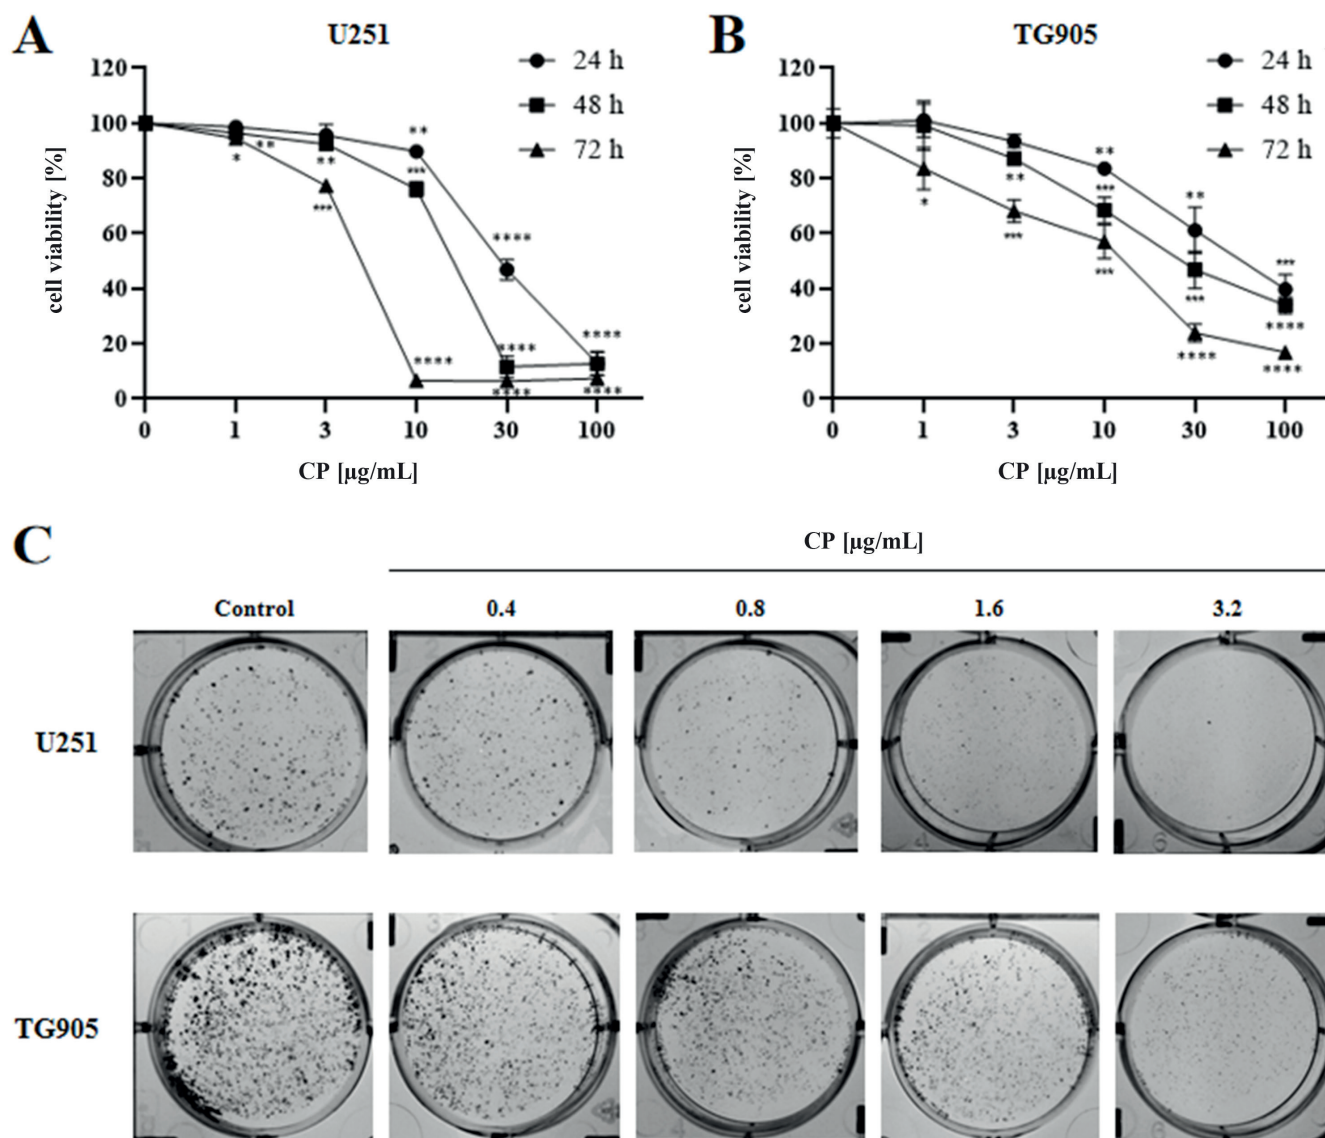 A
U251
24 h
48 h
72 h
cell viability [%]
120
100
80
60
40
20
0
** 
** *
**
***
***
****
****
****
****
****
0 1 3 10 30 100
CP [µg/mL]
B
TG905
24 h
48 h
72 h
cell viability [%]
120
100
80
60
40
20
0
*
**
***
**
***
***
**
***
****
***
****
****
0 1 3 10 30 100
CP [µg/mL]
C
CP [µg/mL]
Control 0.4 0.8 1.6 3.2
U251
TG905